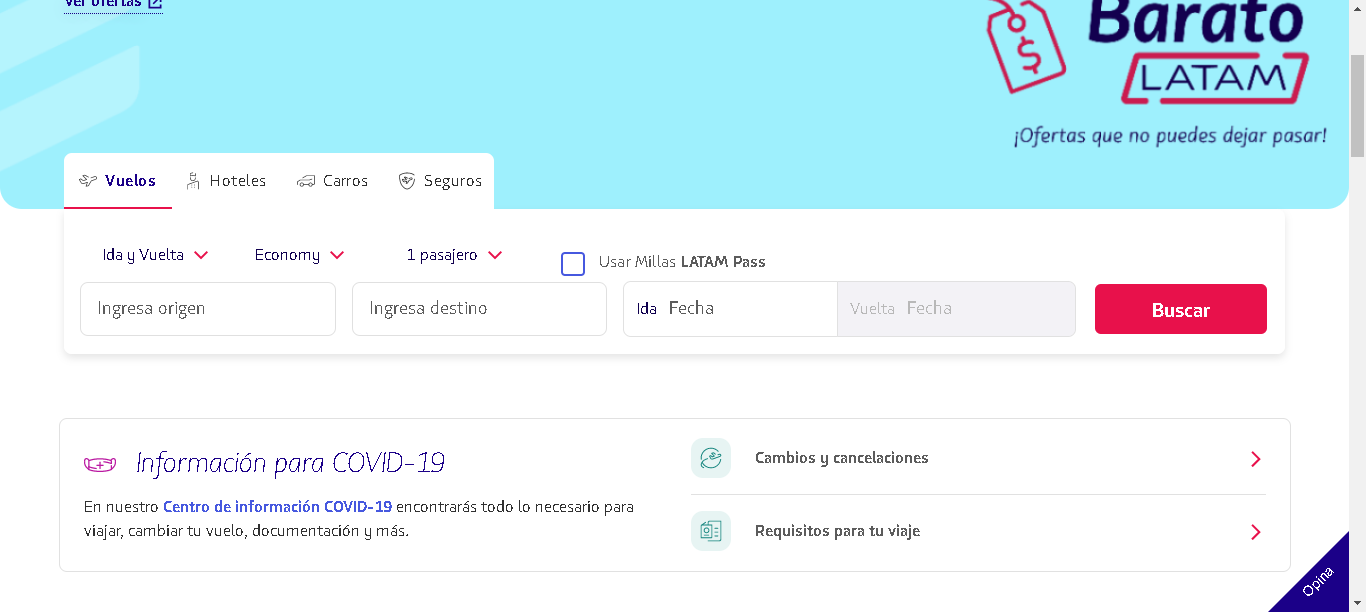 Ver ofertas
Barato
LATAM
¡Ofertas que no puedes dejar pasar!
Vuelos
Hoteles
Carros
Seguros
Ida y Vuelta
Economy
1 pasajero
Usar Millas LATAM Pass
Ingresa origen
Ingresa destino
Ida Fecha
Vuelta Fecha
Buscar
Información para COVID-19
En nuestro Centro de información COVID-19 encontrarás todo lo necesario para
viajar, cambiar tu vuelo, documentación y más.
Cambios y cancelaciones
Requisitos para tu viaje
Opina